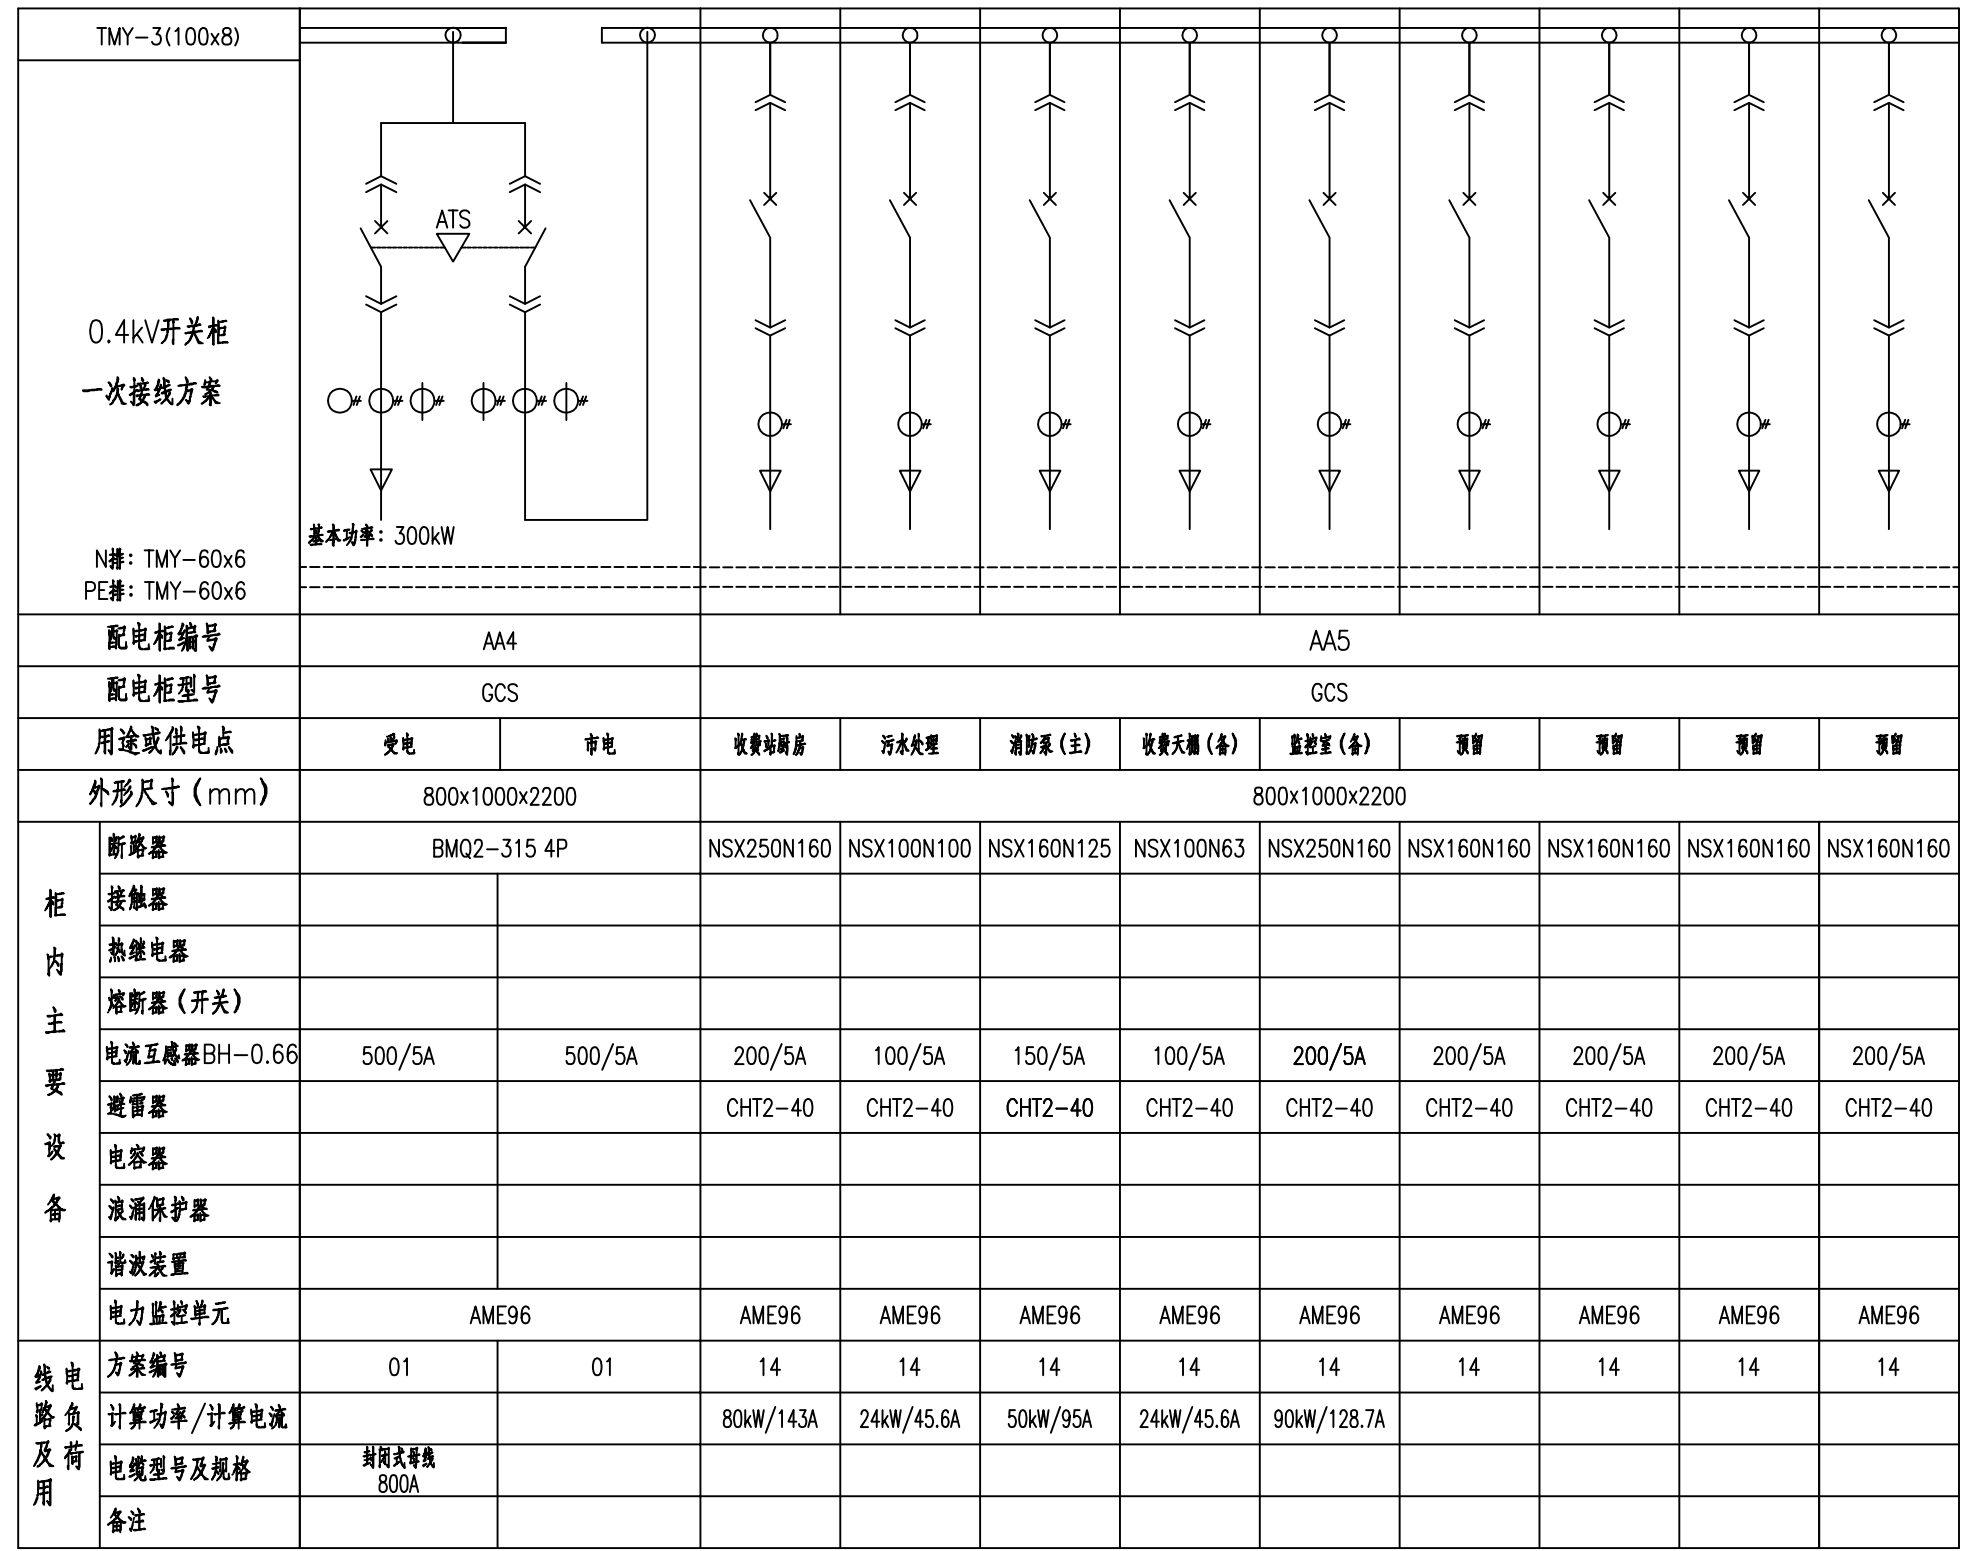 TMY-3(100x8)
ATS
0.4kV开关柜
一次接线方案
基本功率：300kW
N排：TMY-60x6
PE排：TMY-60x6
配电柜编号 AA4 AA5
配电柜型号 GCS GCS
用途或供电点 受电 市电 收费站厨房 污水处理 消防泵（主） 收费天棚（备） 监控室（备） 预留 预留 预留 预留
外形尺寸（mm） 800x1000x2200 800x1000x2200
柜内主要设备
断路器 BMQ2-315 4P NSX250N160 NSX100N100 NSX160N125 NSX100N63 NSX250N160 NSX160N160 NSX160N160 NSX160N160 NSX160N160
接触器
热继电器
熔断器（开关）
电流互感器BH-0.66 500/5A 500/5A 200/5A 100/5A 150/5A 100/5A 200/5A 200/5A 200/5A 200/5A 200/5A
避雷器 CHT2-40 CHT2-40 CHT2-40 CHT2-40 CHT2-40 CHT2-40 CHT2-40 CHT2-40 CHT2-40
电容器
浪涌保护器
谐波装置
电力监控单元 AME96 AME96 AME96 AME96 AME96 AME96 AME96 AME96 AME96 AME96
线路及用
电负荷
方案编号 01 01 14 14 14 14 14 14 14 14 14
计算功率/计算电流 80kW/143A 24kW/45.6A 50kW/95A 24kW/45.6A 90kW/128.7A
电缆型号及规格 封闭式母线
800A
备注